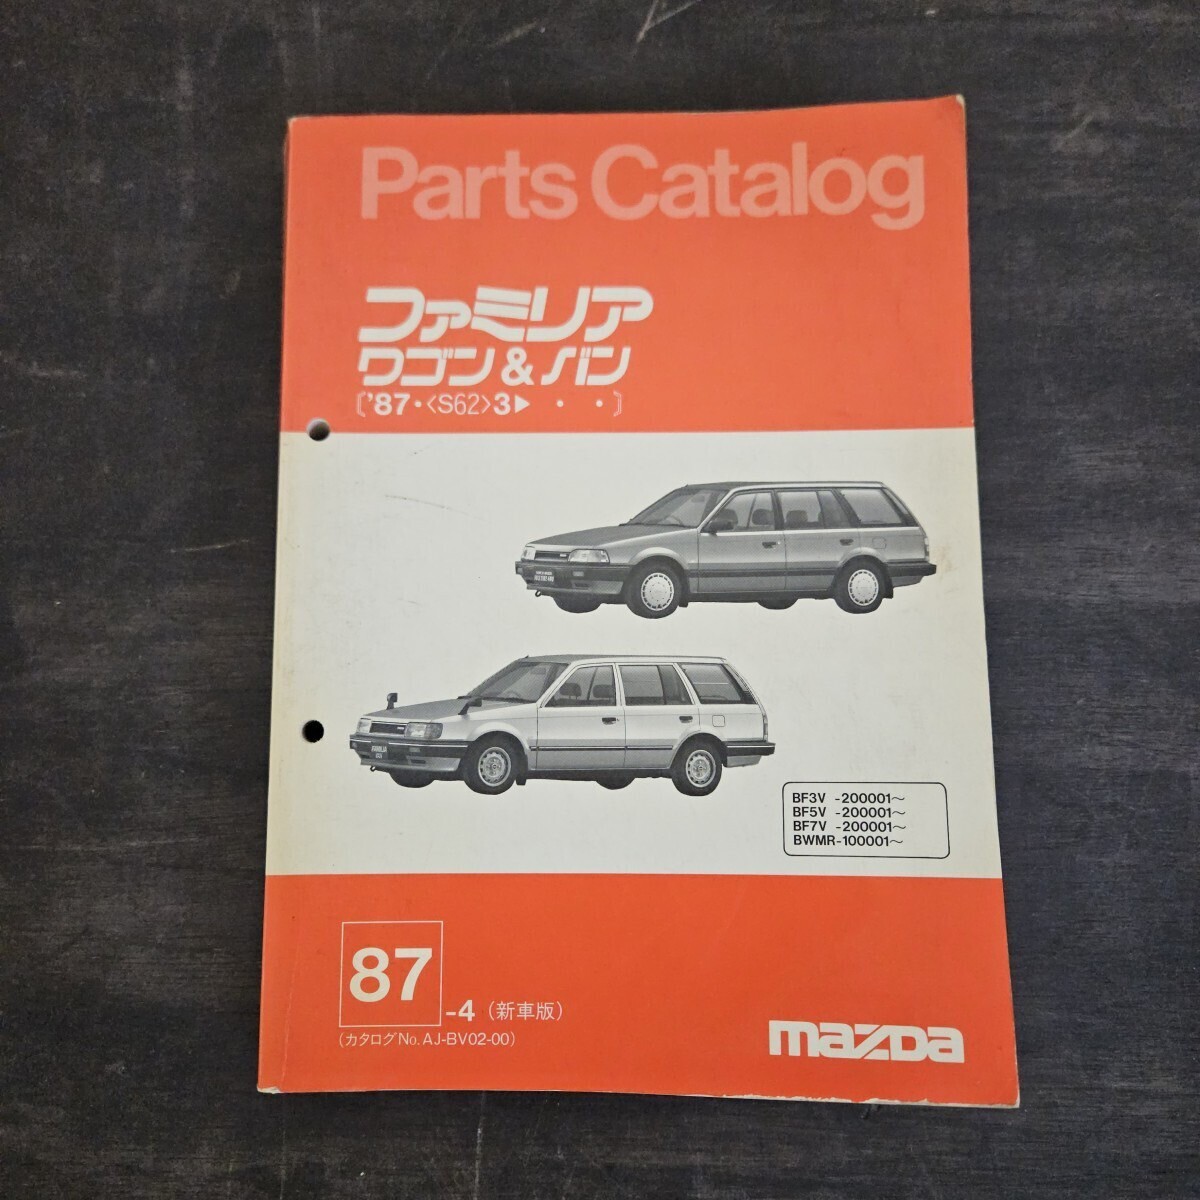 Parts Catalog
ファミリア
ワゴン&バン
〔'87・〈S62〉3▶ ・ ・〕
BF3V -200001~
BF5V -200001~
BF7V -200001~
BWMR-100001~
87-4 (新車版)
(カタログNo. AJ-BV02-00)
mazda